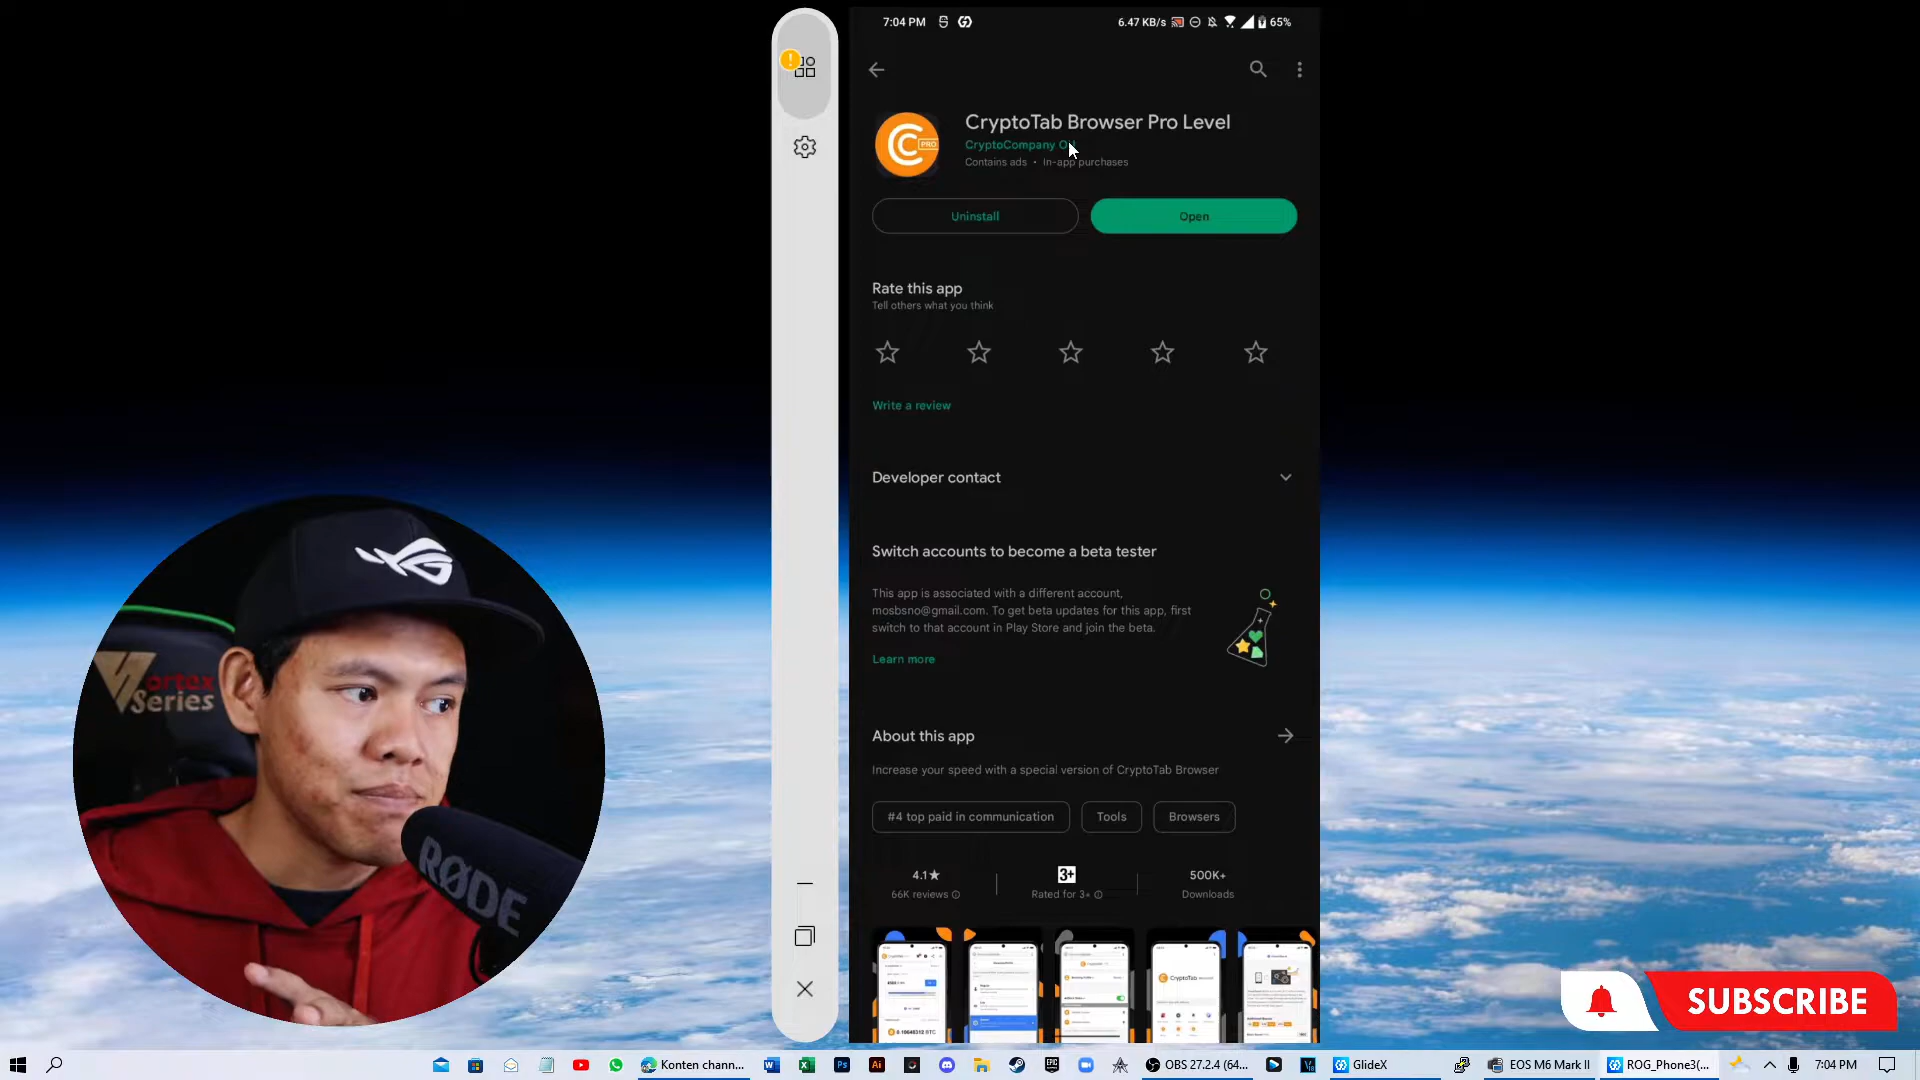 7:04 PM
6.47 KB/s
65%
CryptoTab Browser Pro Level
CryptoCompany
Contains ads • In-app purchases
PRO
Uninstall
Open
Rate this app
Tell others what you think
Write a review
Developer contact
Switch accounts to become a beta tester
This app is associated with a different account,
mosbsno@gmail.com. To get beta updates for this app, first
switch to that account in Play Store and join the beta.
Learn more
About this app
Increase your speed with a special version of CryptoTab Browser
#4 top paid in communication
Tools
Browsers
4.1★
66K reviews
3+
Rated for 3+
500K+
Downloads
ortex
Series
RØDE
SUBSCRIBE
Konten chann...
OBS 27.2.4 (64...
GlideX
EOS M6 Mark II
ROG_Phone3(...
7:04 PM